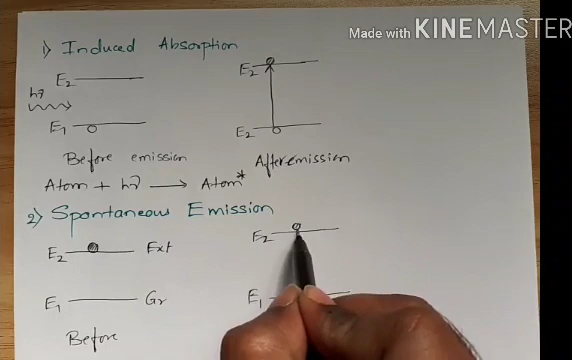 Made with KINEMASTER
1) Induced Absorption
E2
E2
hν
E1
E2
Before emission
After emission
Atom + hν → Atom*
2) Spontaneous Emission
E2 Ext
E2
E1 Gr
E1
Before